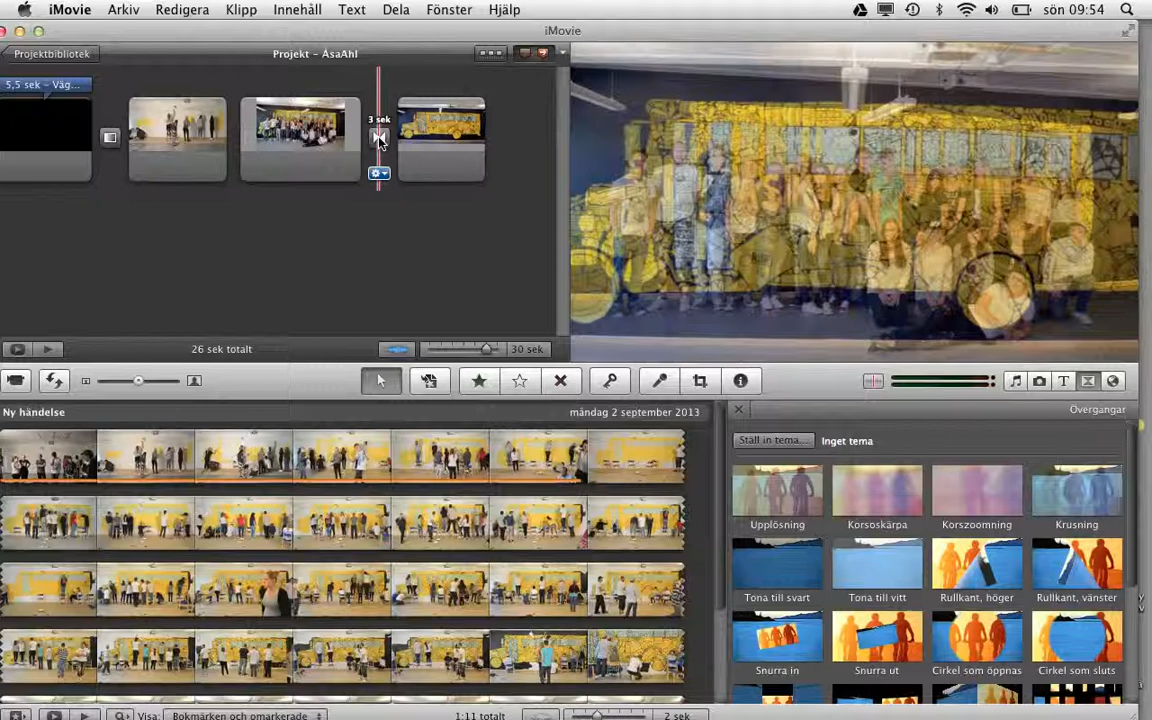 iMovie Arkiv Redigera Klipp Innehåll Text Dela Fönster Hjälp sön 09:54
iMovie
Projektbibliotek Projekt – ÅsaAhl
5,5 sek – Väg...
3 sek
26 sek totalt 30 sek
Ny händelse måndag 2 september 2013
Övergangar
Ställ in tema... Inget tema
Upplösning Korsoskärpa Korszoomning Krusning
Tona till svart Tona till vitt Rullkant, höger Rullkant, vänster
Snurra in Snurra ut Cirkel som öppnas Cirkel som sluts
Visa: Bokmärken och omarkerade 1:11 totalt 2 sek